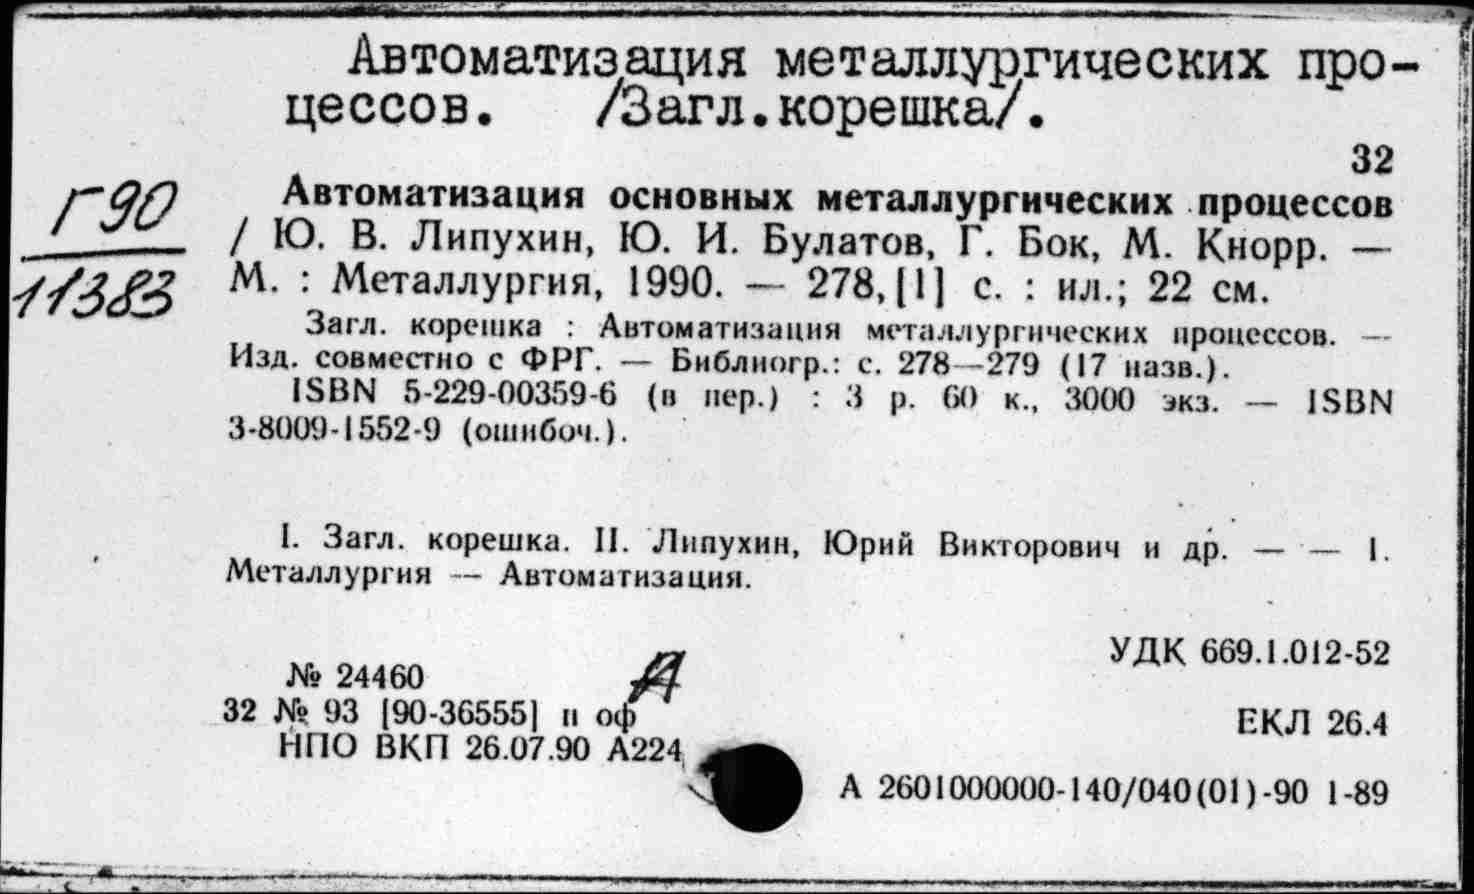 Автоматизация металлургических про-
цессов. /Загл.корешка/.
32
Г90
11383
Автоматизация основных металлургических процессов
/ Ю. В. Липухин, Ю. И. Булатов, Г. Бок, М. Кнорр. —
М. : Металлургия, 1990. — 278, [1] с. : ил.; 22 см.
Загл. корешка : Автоматизация металлургических процессов. —
Изд. совместно с ФРГ. — Библиогр.: с. 278—279 (17 назв.).
ISBN 5-229-00359-6 (в пер.) : 3 р. 60 к., 3000 экз. — ISBN
3-8009-1552-9 (ошибоч.).
I. Загл. корешка. II. Липухин, Юрий Викторович и др. — — 1.
Металлургия — Автоматизация.
УДК 669.1.012-52
№ 24460
32 № 93 [90-36555] п оф
ЕКЛ 26.4
НПО ВКП 26.07.90 А224
А 2601000000-140/040(01)-90 1-89